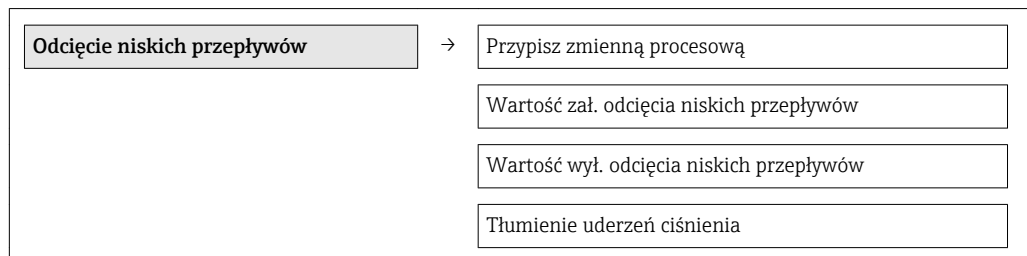 Odcięcie niskich przepływów → Przypisz zmienną procesową
Wartość zał. odcięcia niskich przepływów
Wartość wył. odcięcia niskich przepływów
Tłumienie uderzeń ciśnienia